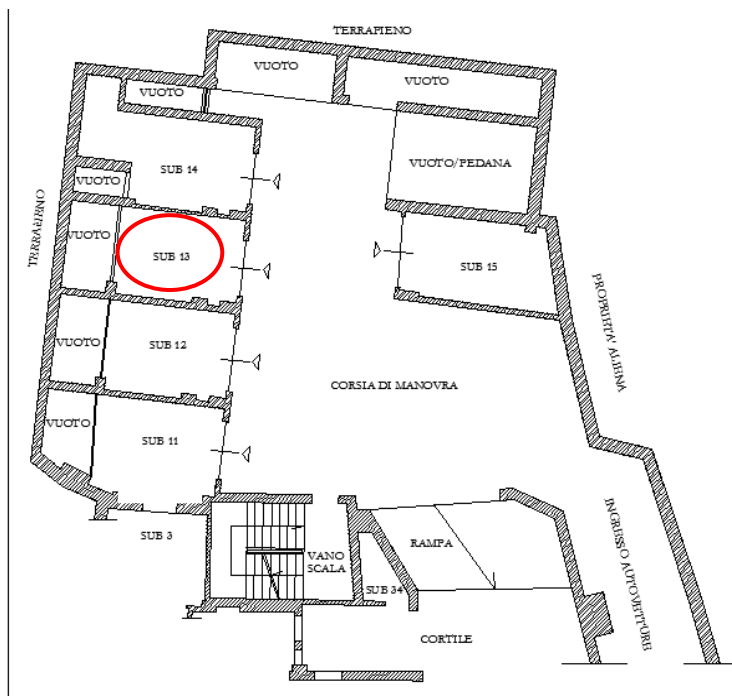 TERRAPIENO
VUOTO
VUOTO
VUOTO
SUB 14
VUOTO/PEDANA
VUOTO
TERRAPIENO
VUOTO
SUB 13
SUB 15
PROPRIETA' ALIENA
VUOTO
SUB 12
CORSIA DI MANOVRA
VUOTO
SUB 11
SUB 3
VANO
SCALA
RAMPA
INGRESSO AUTOVETTURE
SUB 34
CORTILE